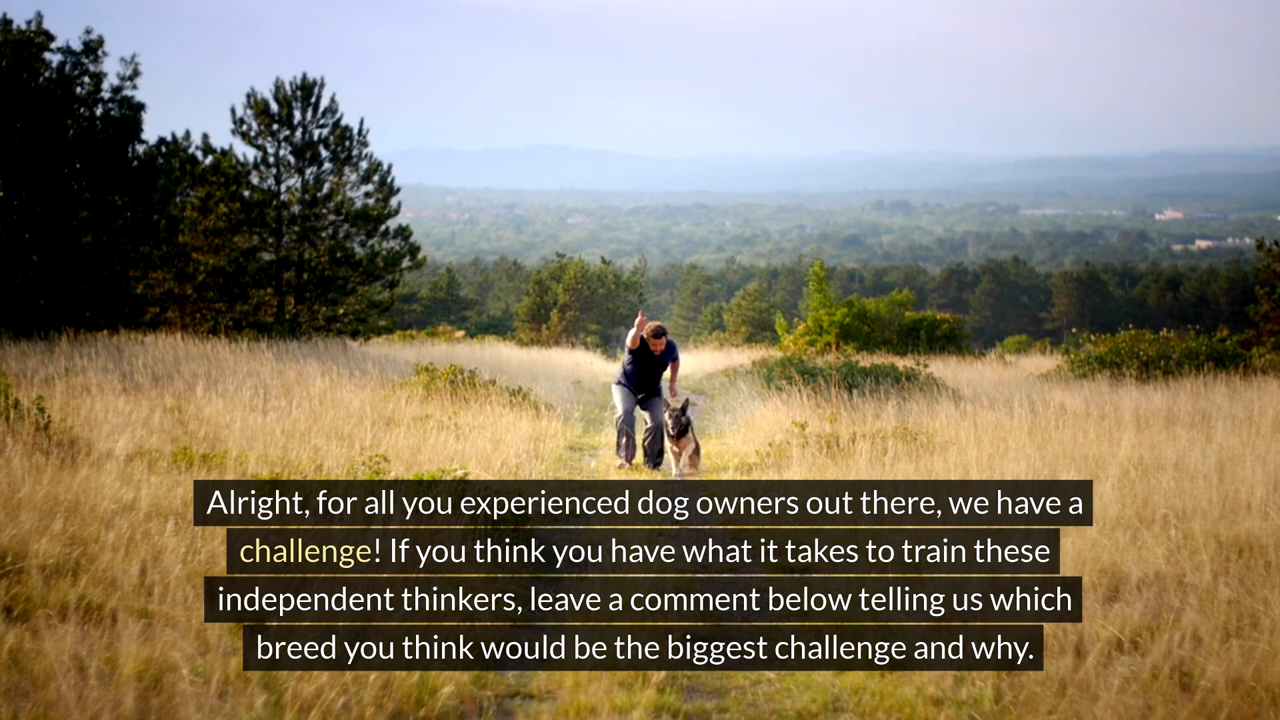 Alright, for all you experienced dog owners out there, we have a
challenge! If you think you have what it takes to train these
independent thinkers, leave a comment below telling us which
breed you think would be the biggest challenge and why.